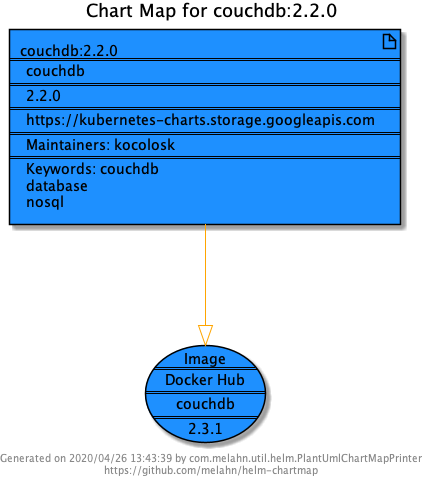 Chart Map for couchdb:2.2.0
couchdb:2.2.0
couchdb
2.2.0
https://kubernetes-charts.storage.googleapis.com
Maintainers: kocolosk
Keywords: couchdb
database
nosql
Image
Docker Hub
couchdb
2.3.1
Generated on 2020/04/26 13:43:39 by com.melahn.util.helm.PlantUmlChartMapPrinter
https://github.com/melahn/helm-chartmap